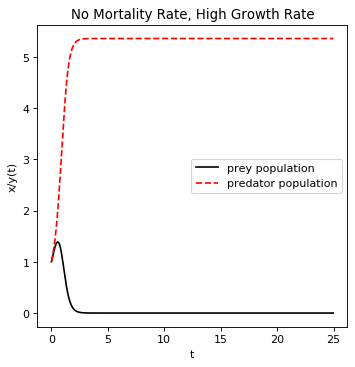 No Mortality Rate, High Growth Rate
x/y(t)
5
4
3
2
1
0
prey population
predator population
0
5
10
15
20
25
t